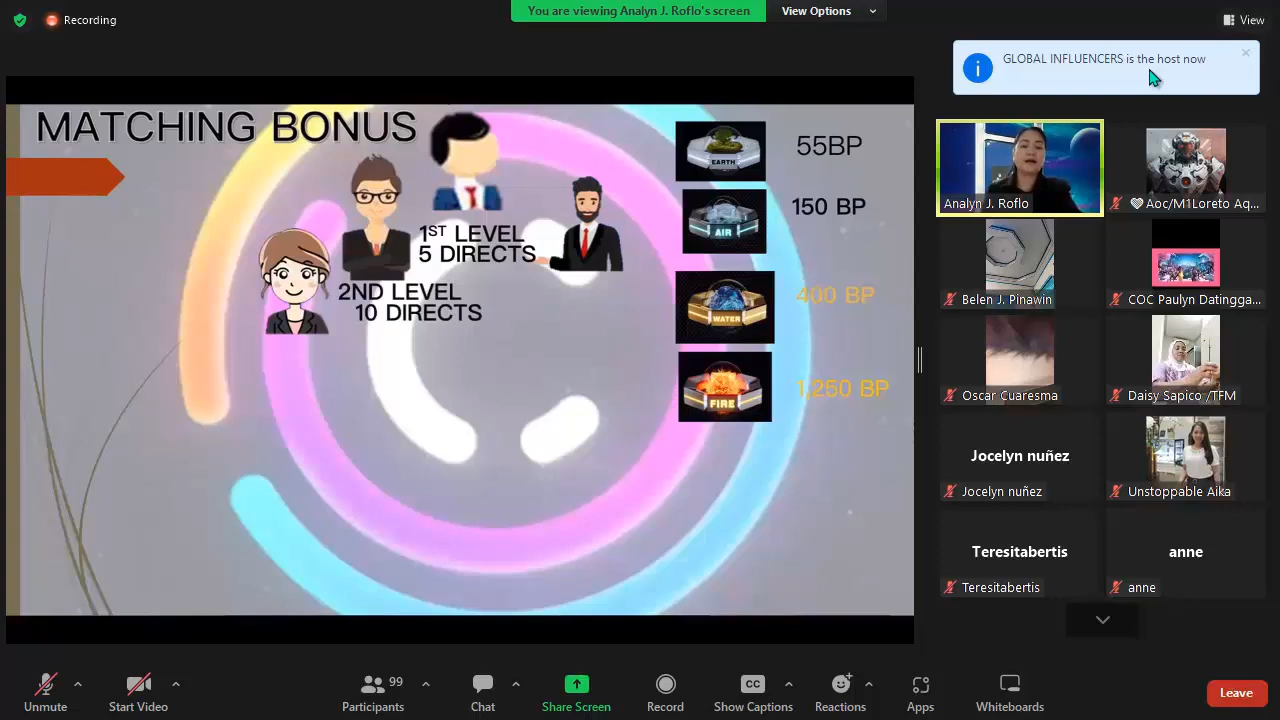 Recording
You are viewing Analyn J. Roflo's screen
View Options
View
GLOBAL INFLUENCERS is the host now
MATCHING BONUS
EARTH
55BP
AIR
150 BP
1ST LEVEL
5 DIRECTS
2ND LEVEL
10 DIRECTS
WATER
400 BP
FIRE
1,250 BP
Analyn J. Roflo
Aoc/M1Loreto Aq...
Belen J. Pinawin
COC Paulyn Datingga...
Oscar Cuaresma
Daisy Sapico /TFM
Jocelyn nuñez
Jocelyn nuñez
Unstoppable Aika
Teresitabertis
Teresitabertis
anne
anne
Unmute
Start Video
99
Participants
Chat
Share Screen
Record
CC
Show Captions
Reactions
Apps
Whiteboards
Leave